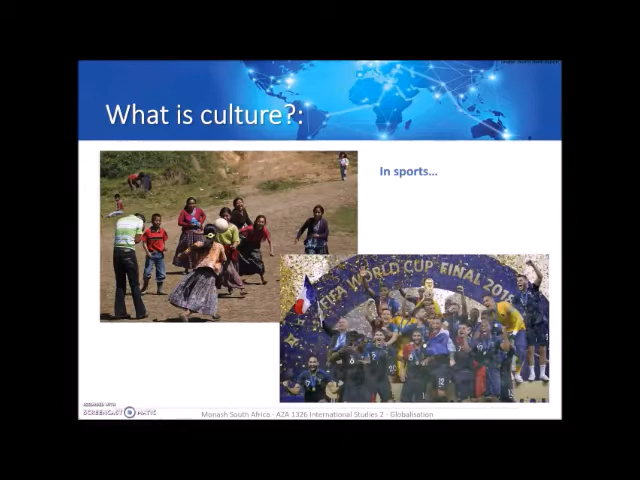 What is culture?:
In sports…
FIFA WORLD CUP FINAL 2018
RECORDED WITH
SCREENCAST-O-MATIC
Monash South Africa - AZA 1326 International Studies 2 - Globalisation